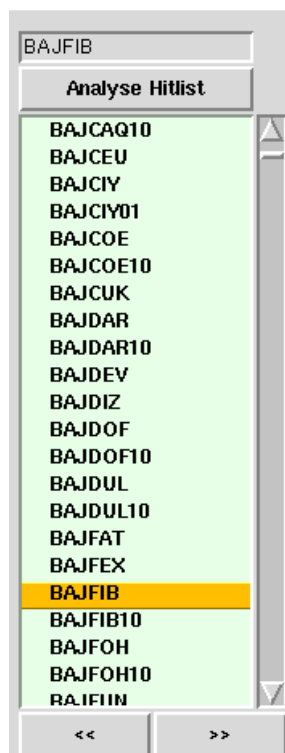 BAJFIB
Analyse Hitlist
BAJCAQ10
BAJCEU
BAJCIY
BAJCIY01
BAJCOE
BAJCOE10
BAJCUK
BAJDAR
BAJDAR10
BAJDEV
BAJDIZ
BAJDOF
BAJDOF10
BAJDUL
BAJDUL10
BAJFAT
BAJFEX
BAJFIB
BAJFIB10
BAJFOH
BAJFOH10
BAJFUN
<< >>